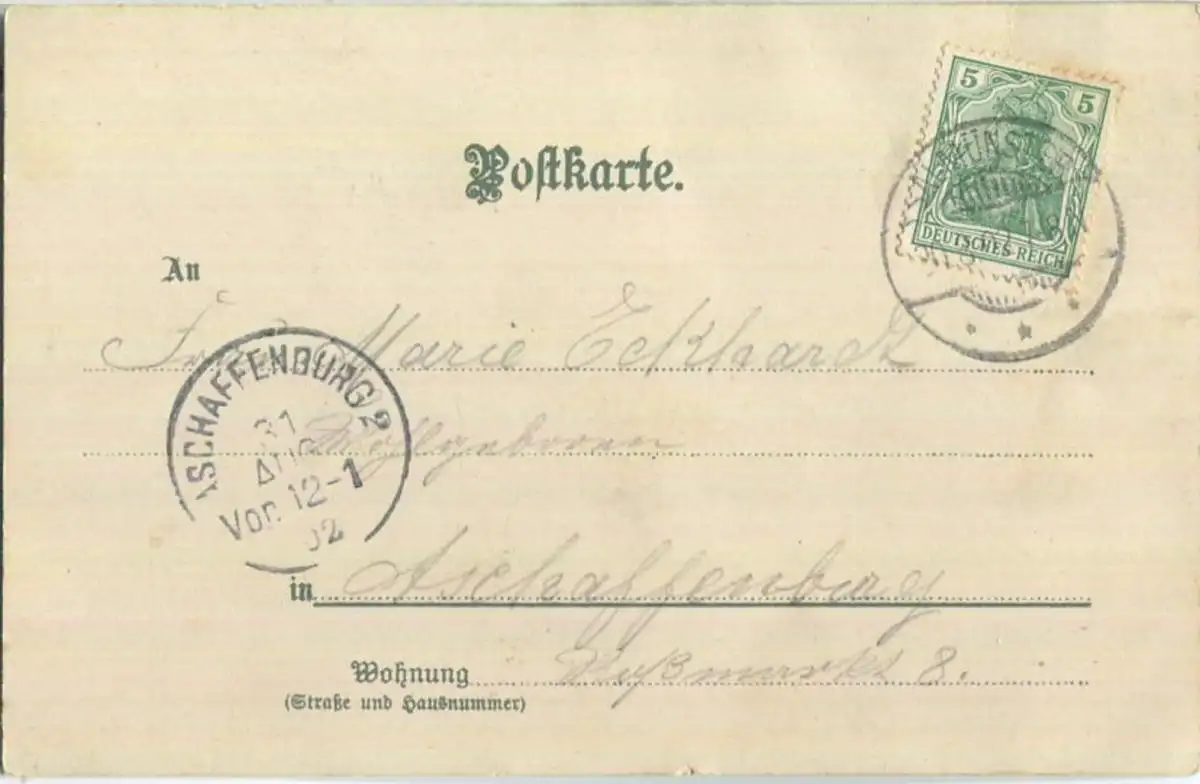 5 5
DEUTSCHES REICH
Postkarte.
An
Marie Eckhardt
ASCHAFFENBURG/2
31
AUG
Vor. 12-1
02
Wohlgeboren
in Aschaffenburg
Wohnung 8.
(Straße und Hausnummer)